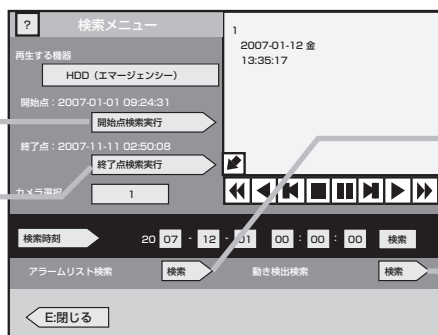 ? 検索メニュー
再生する機器
HDD（エマージェンシー）
開始点：2007-01-01 09:24:31
開始点検索実行
終了点：2007-11-11 02:50:08
終了点検索実行
カメラ選択 1
1
2007-01-12 金
13:35:17
検索時刻 20 07 - 12 - 01 00 : 00 : 00 検索
アラームリスト検索 検索 動き検出検索 検索
E:閉じる